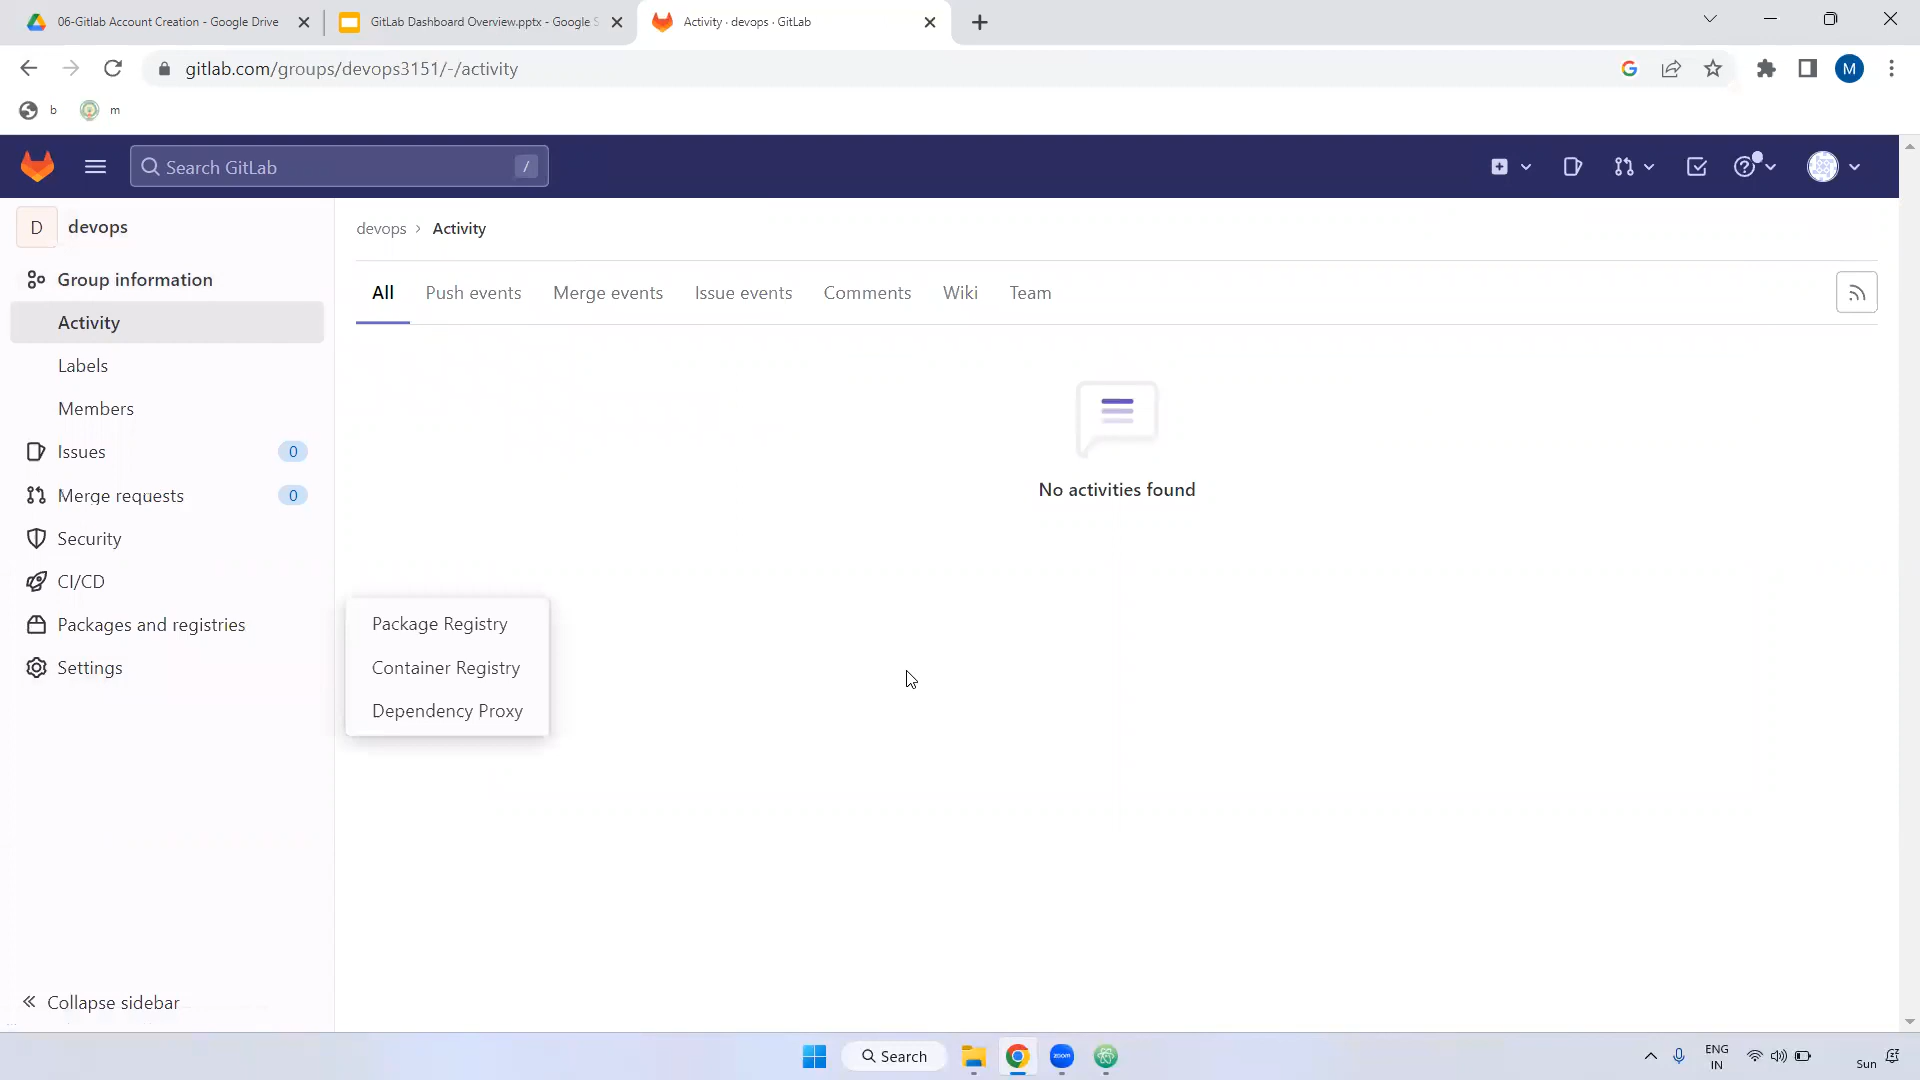 06-Gitlab Account Creation - Google Drive
GitLab Dashboard Overview.pptx - Google S
Activity · devops · GitLab
gitlab.com/groups/devops3151/-/activity
M
b
m
Search GitLab
/
D
devops
devops › Activity
Group information
Activity
Labels
Members
Issues 0
Merge requests 0
Security
CI/CD
Packages and registries
Settings
All
Push events
Merge events
Issue events
Comments
Wiki
Team
No activities found
Package Registry
Container Registry
Dependency Proxy
Collapse sidebar
Search
zoom
ENG
IN
Sun